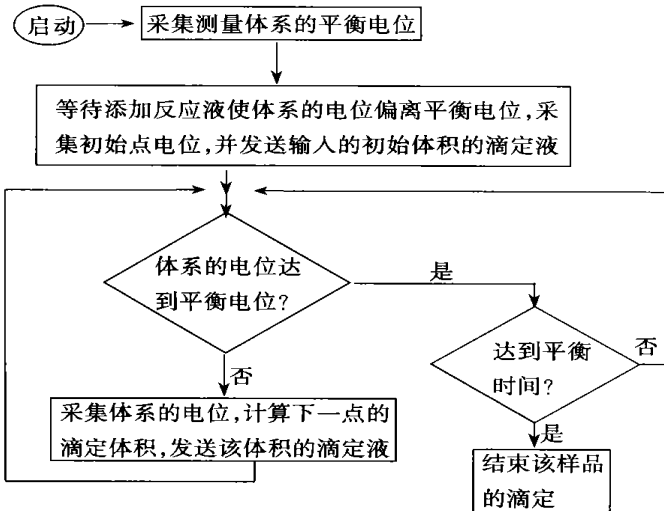 启动
采集测量体系的平衡电位
等待添加反应液使体系的电位偏离平衡电位,采
集初始点电位,并发送输入的初始体积的滴定液
体系的电位达
到平衡电位?
是
否
达到平衡
时间?
否
采集体系的电位,计算下一点的
滴定体积,发送该体积的滴定液
是
结束该样品
的滴定